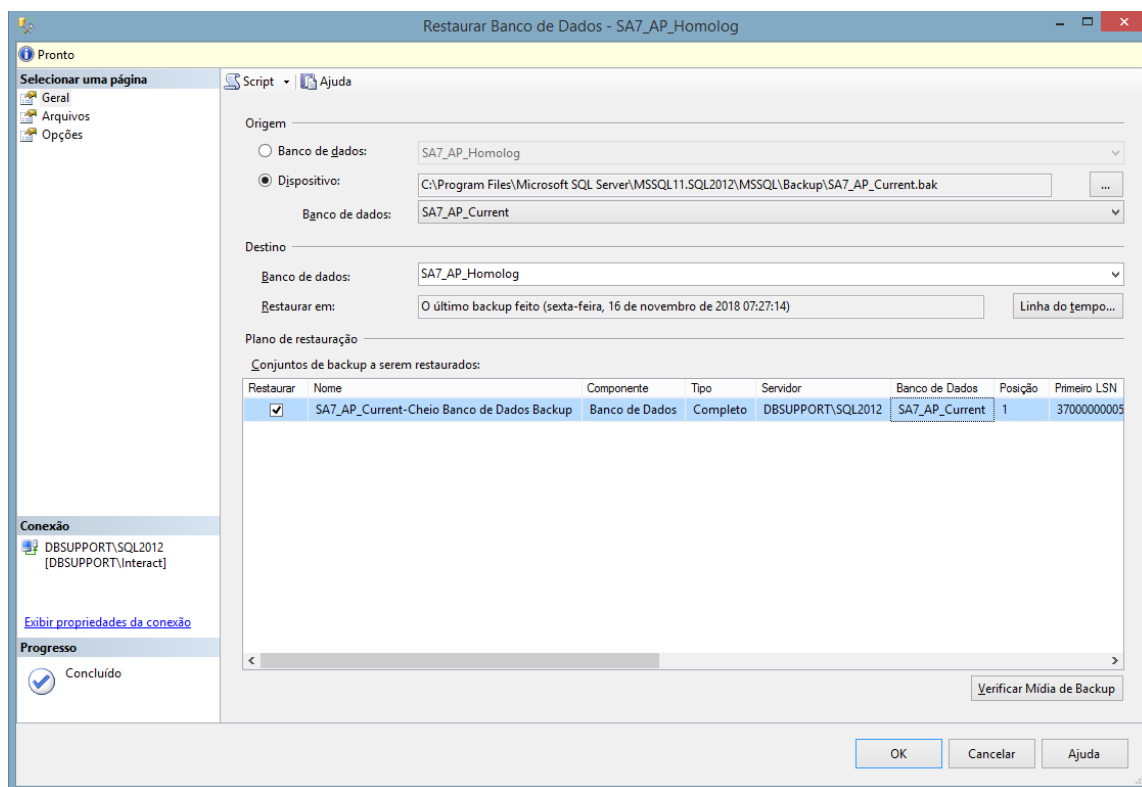 Restaurar Banco de Dados - SA7_AP_Homolog
Pronto
Selecionar uma página
Geral
Arquivos
Opções
Script
Ajuda
Origem
Banco de dados:
SA7_AP_Homolog
Dispositivo:
C:\Program Files\Microsoft SQL Server\MSSQL11.SQL2012\MSSQL\Backup\SA7_AP_Current.bak
...
Banco de dados:
SA7_AP_Current
Destino
Banco de dados:
SA7_AP_Homolog
Restaurar em:
O último backup feito (sexta-feira, 16 de novembro de 2018 07:27:14)
Linha do tempo...
Plano de restauração
Conjuntos de backup a serem restaurados:
Restaurar Nome Componente Tipo Servidor Banco de Dados Posição Primeiro LSN
SA7_AP_Current-Cheio Banco de Dados Backup Banco de Dados Completo DBSUPPORT\SQL2012 SA7_AP_Current 1 37000000005
Conexão
DBSUPPORT\SQL2012
[DBSUPPORT\Interact]
Exibir propriedades da conexão
Progresso
Concluído
Verificar Mídia de Backup
OK
Cancelar
Ajuda